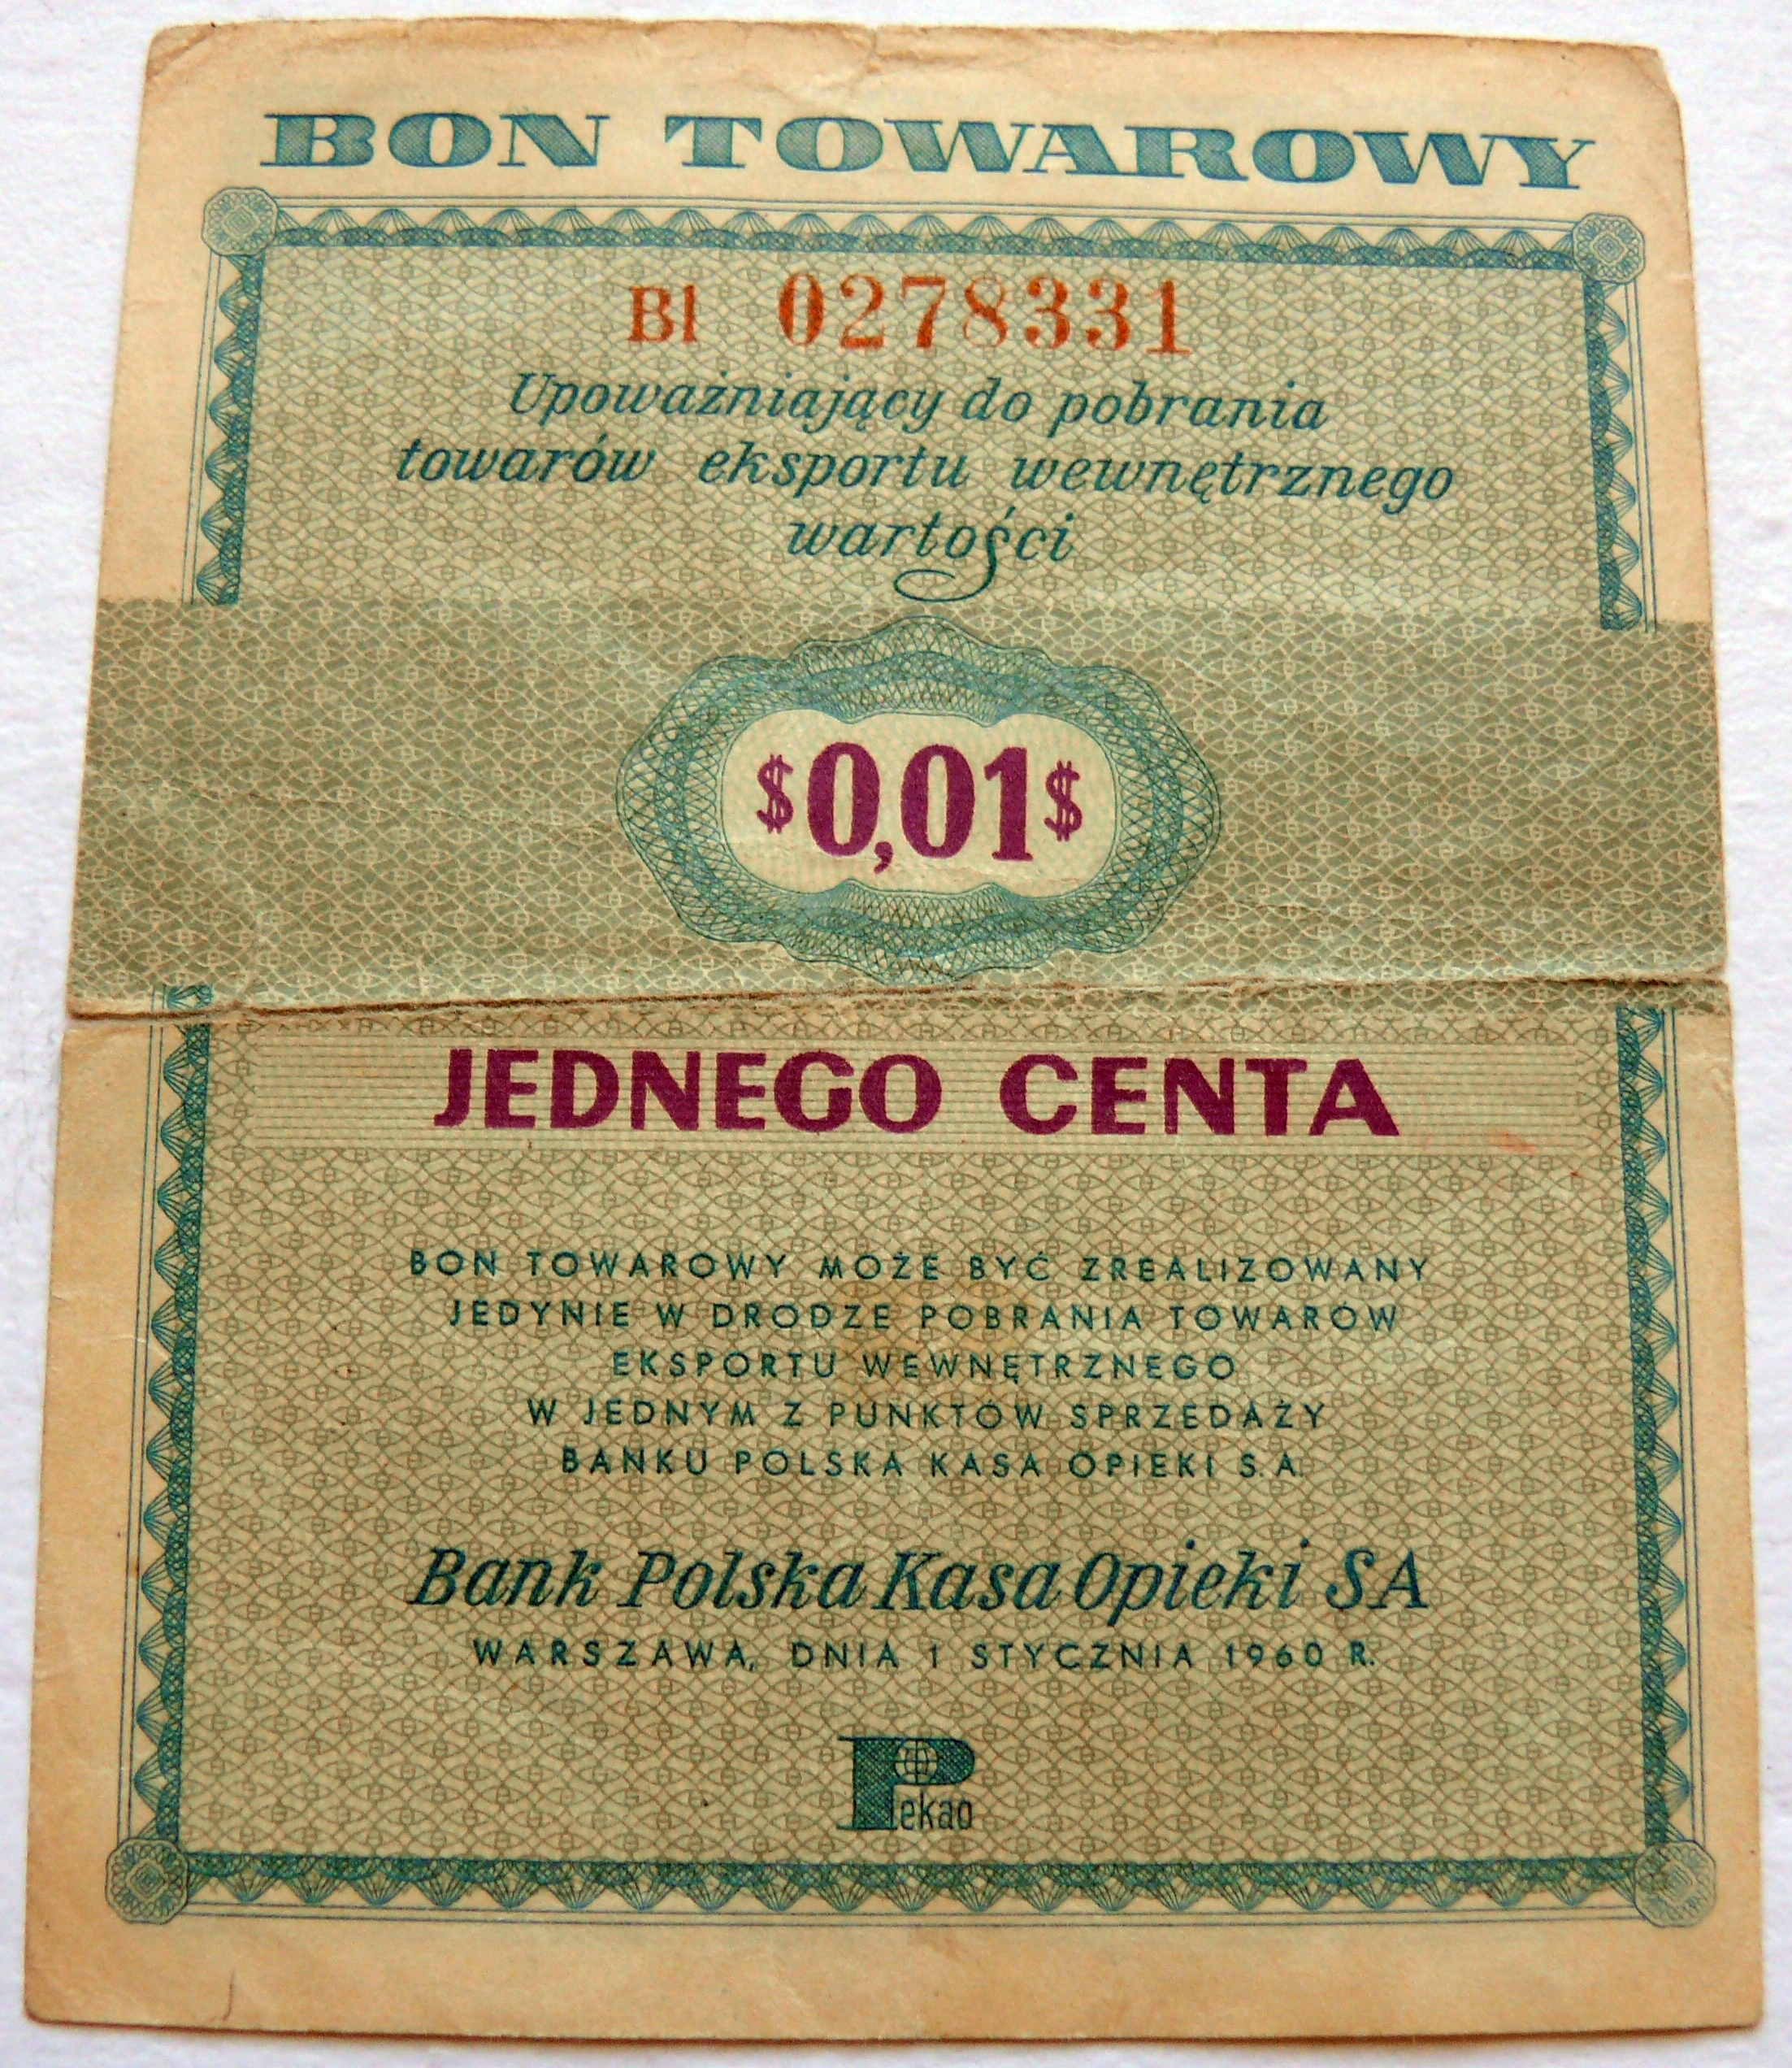 BON TOWAROWY
Bl 0278331
Upoważniający do pobrania
towarów eksportu wewnętrznego
wartości
$0,01$
JEDNEGO CENTA
BON TOWAROWY MOŻE BYĆ ZREALIZOWANY
JEDYNIE W DRODZE POBRANIA TOWARÓW
EKSPORTU WEWNĘTRZNEGO
W JEDNYM Z PUNKTÓW SPRZEDAŻY
BANKU POLSKA KASA OPIEKI S.A.
Bank Polska Kasa Opieki SA
WARSZAWA, DNIA 1 STYCZNIA 1960 R.
Pekao